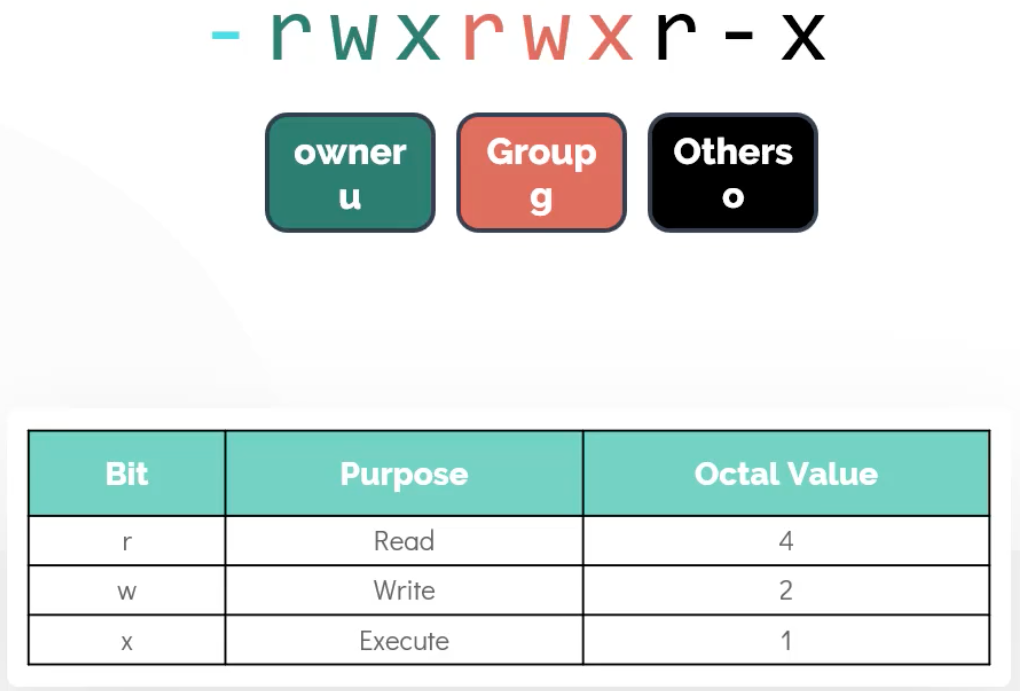 -rwxrwxr-x
owner Group Others
u g o
Bit Purpose Octal Value
r Read 4
w Write 2
x Execute 1